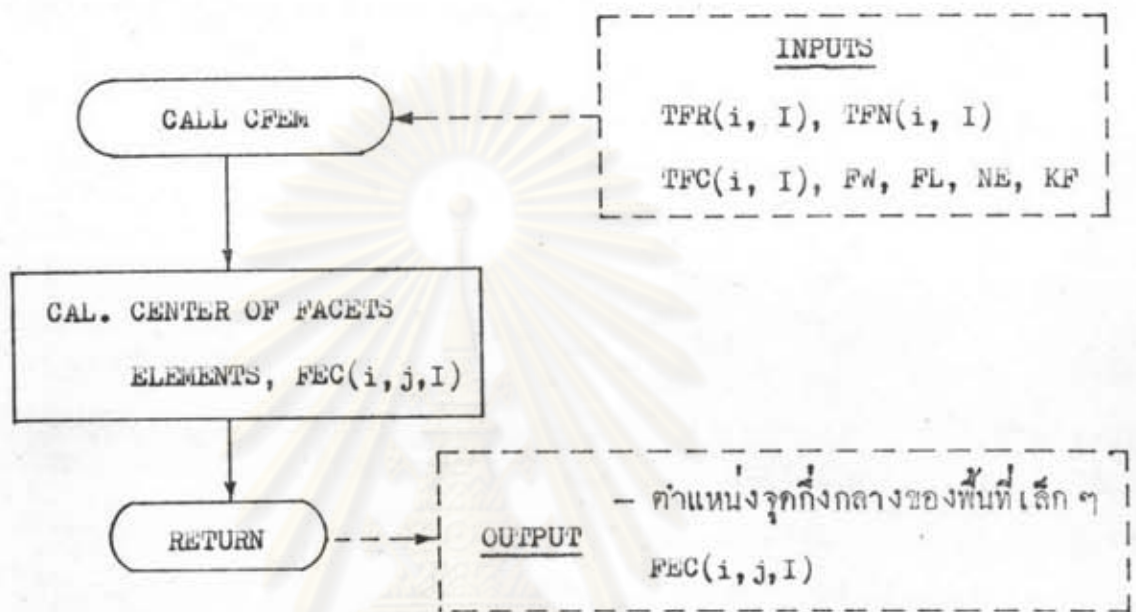 INPUTS
CALL CFEM
TFR(i, I), TFN(i, I)
TFC(i, I), FW, FL, NE, KF
CAL. CENTER OF FACETS
ELEMENTS, FEC(i,j,I)
- ตำแหน่งจุดกึ่งกลางของพื้นที่เล็ก ๆ
RETURN
OUTPUT
FEC(i,j,I)